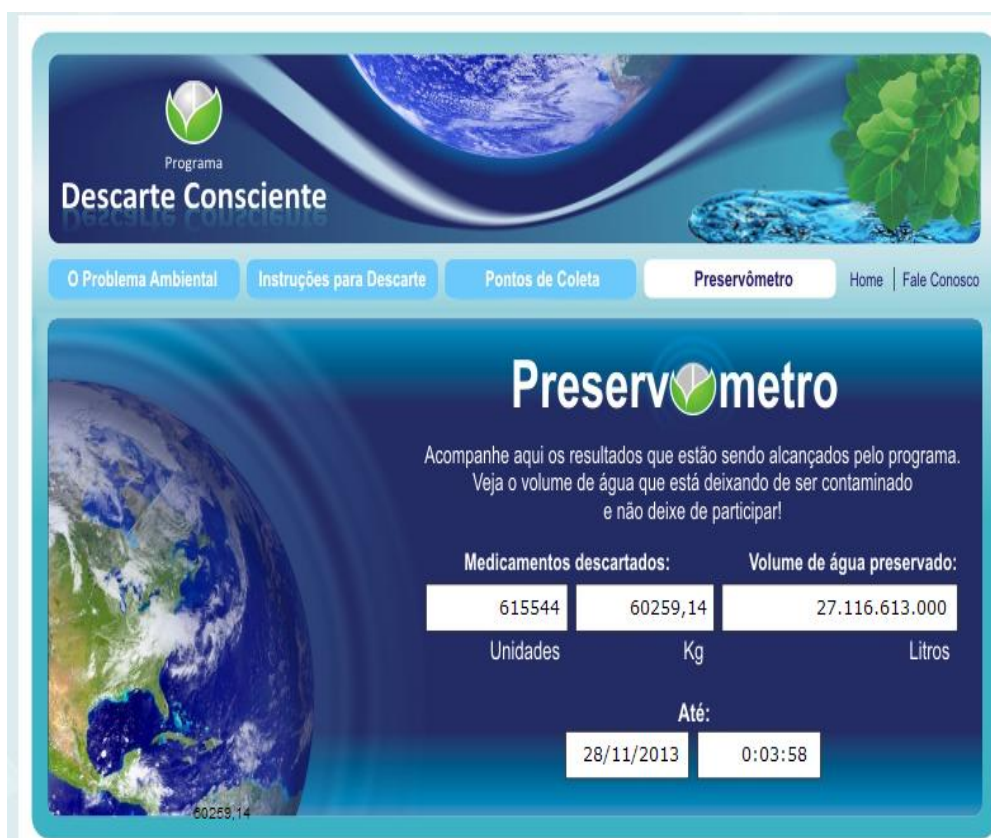 Programa
Descarte Consciente
O Problema Ambiental
Instruções para Descarte
Pontos de Coleta
Preservômetro
Home
Fale Conosco
Preservometro
Acompanhe aqui os resultados que estão sendo alcançados pelo programa.
Veja o volume de água que está deixando de ser contaminado
e não deixe de participar!
Medicamentos descartados:
Volume de água preservado:
615544
60259,14
27.116.613.000
Unidades
Kg
Litros
Até:
28/11/2013
0:03:58
60259,14